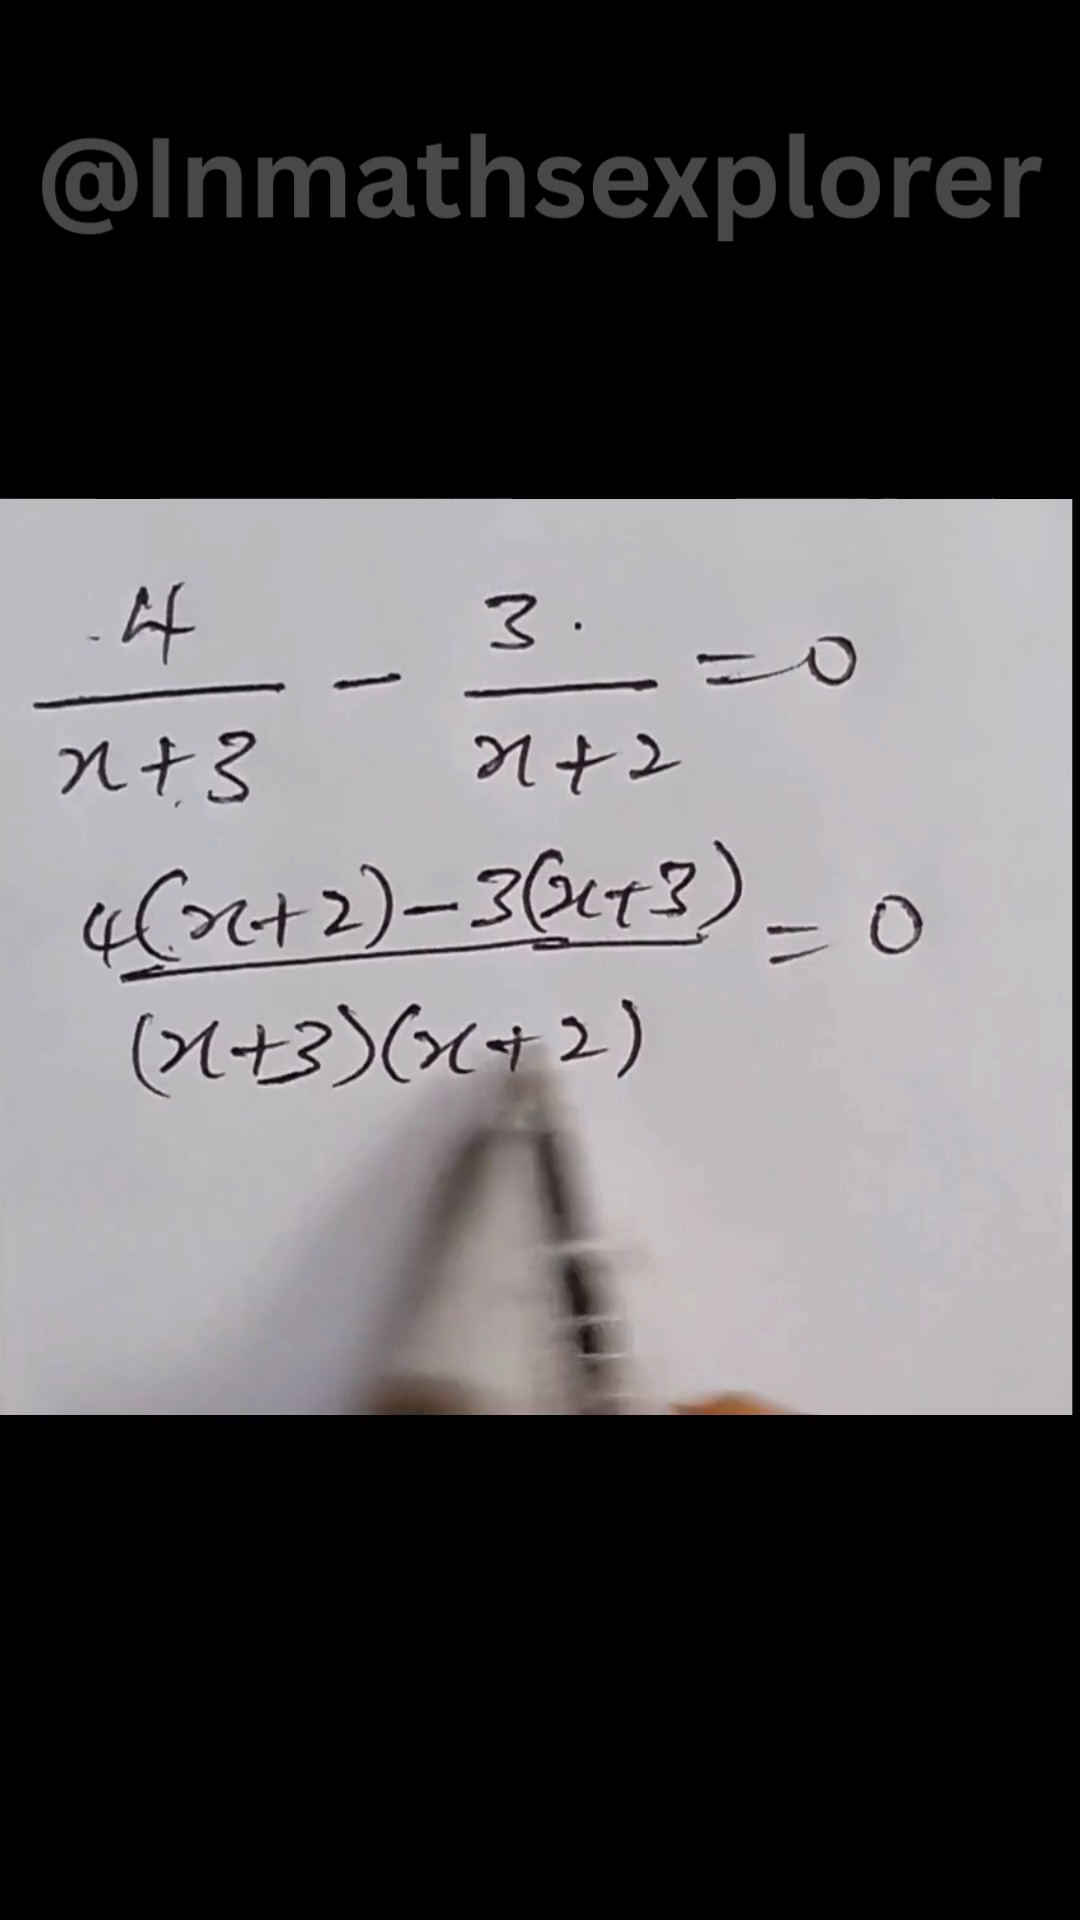 @Inmathsexplorer
4/x+3 - 3/x+2 = 0
4(x+2)-3(x+3)/(x+3)(x+2) = 0